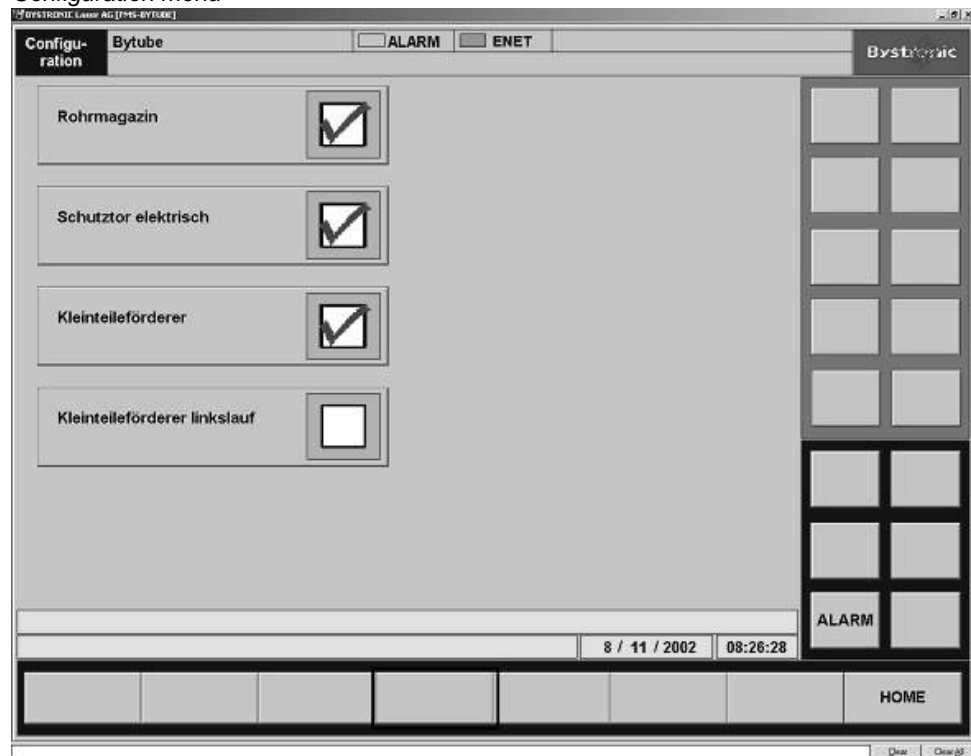 Configuration menu
BYSTRONIC Laser AG [FMS-BYTUBE]
Configu-
ration
Bytube
ALARM
ENET
Bystronic
Rohrmagazin
Schutztor elektrisch
Kleinteileförderer
Kleinteileförderer linkslauf
ALARM
8 / 11 / 2002
08:26:28
HOME
Clear
Clear All